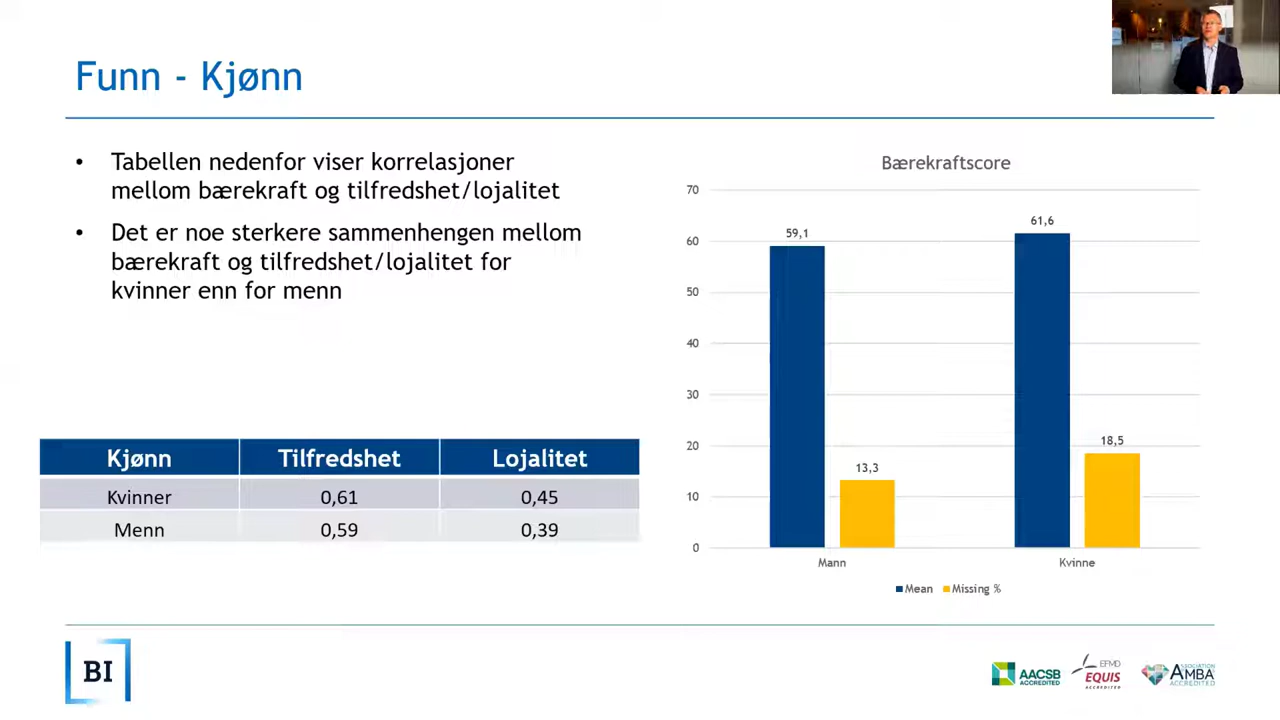 Funn - Kjønn
• Tabellen nedenfor viser korrelasjoner
mellom bærekraft og tilfredshet/lojalitet
• Det er noe sterkere sammenhengen mellom
bærekraft og tilfredshet/lojalitet for
kvinner enn for menn
Kjønn Tilfredshet Lojalitet
Kvinner 0,61 0,45
Menn 0,59 0,39
Bærekraftscore
70
60
50
40
30
20
10
0
59,1
13,3
61,6
18,5
Mann Kvinne
Mean Missing %
BI
AACSB
ACCREDITED
EFMD
EQUIS
ACCREDITED
ASSOCIATION
AMBA
ACCREDITED